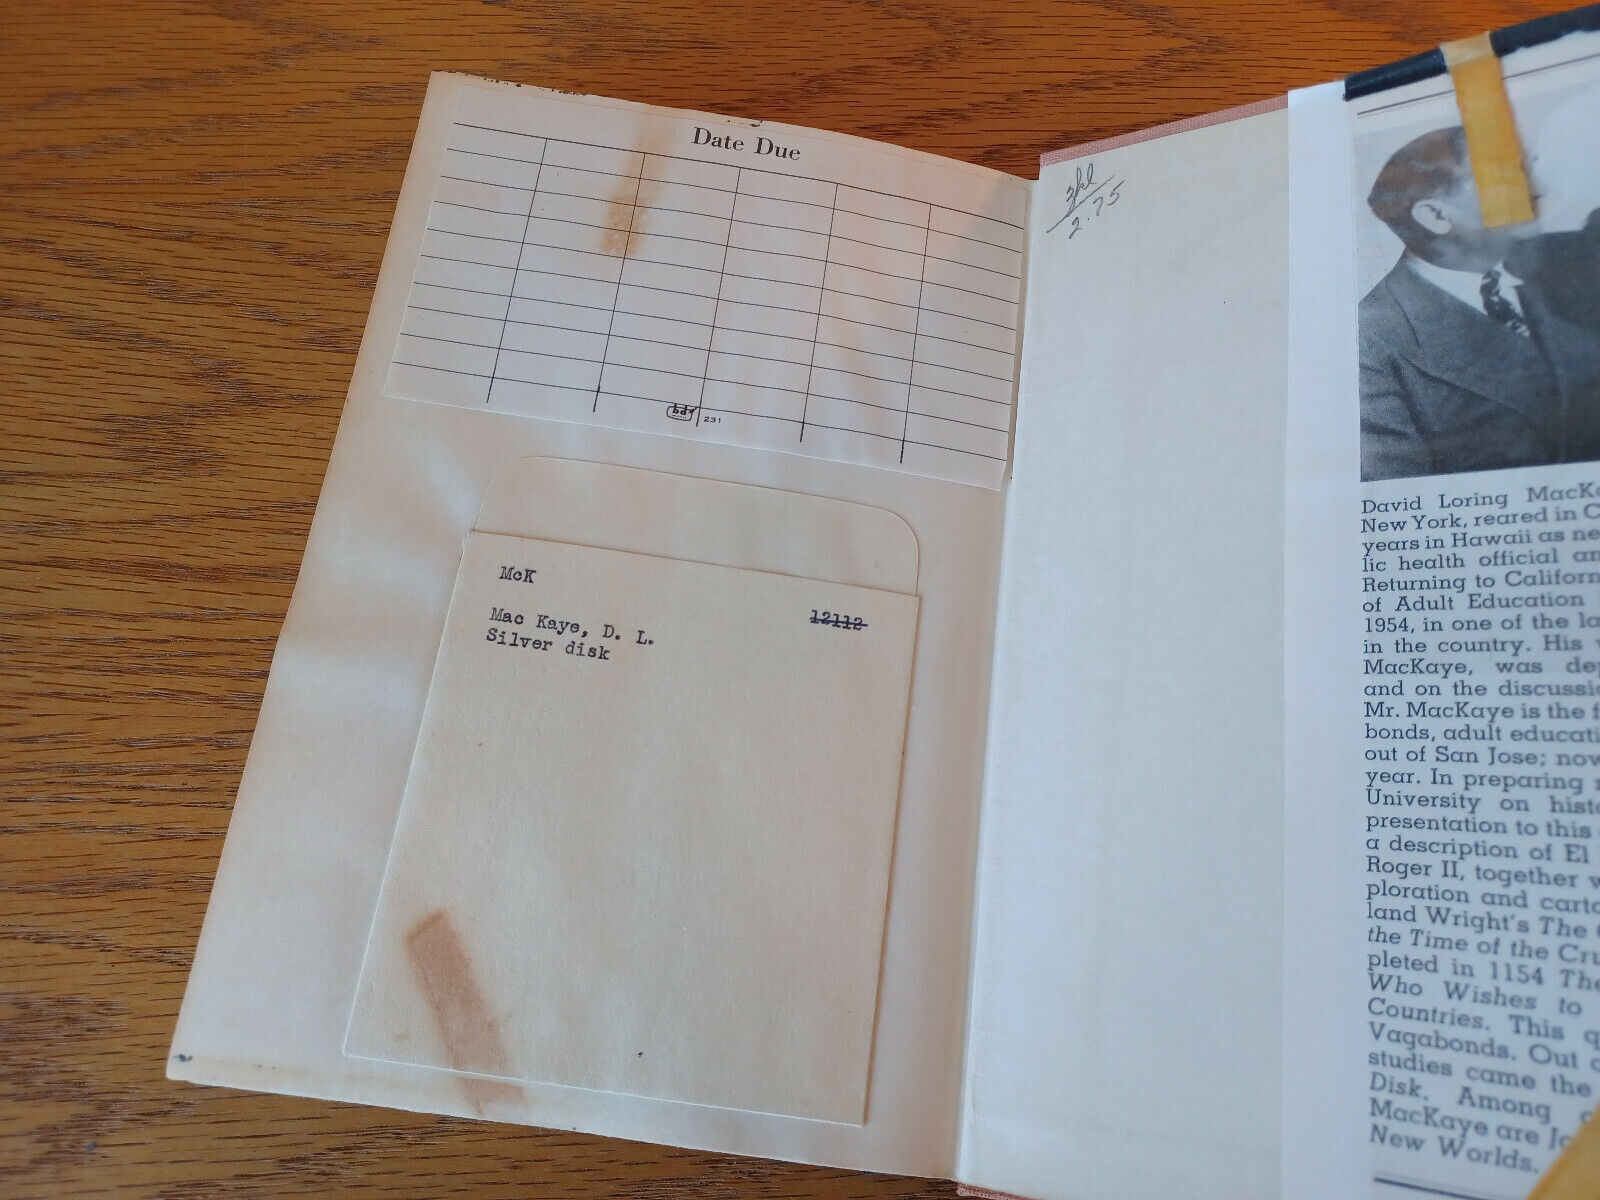 Date Due
bd 231
McK
12112
Mac Kaye, D. L.
Silver disk
2.75
David Loring MacK
New York, reared in C
years in Hawaii as ne
lic health official an
Returning to Californ
of Adult Education
1954, in one of the la
in the country. His
MacKaye, was dep
and on the discussi
Mr. MacKaye is the f
bonds, adult educati
out of San Jose; now
year. In preparing
University on histo
presentation to this
a description of El
Roger II, together w
ploration and carto
land Wright's The
the Time of the Cru
pleted in 1154 The
Who Wishes to
Countries. This q
Vagabonds. Out
studies came the
Disk. Among
MacKaye are Jo
New Worlds.